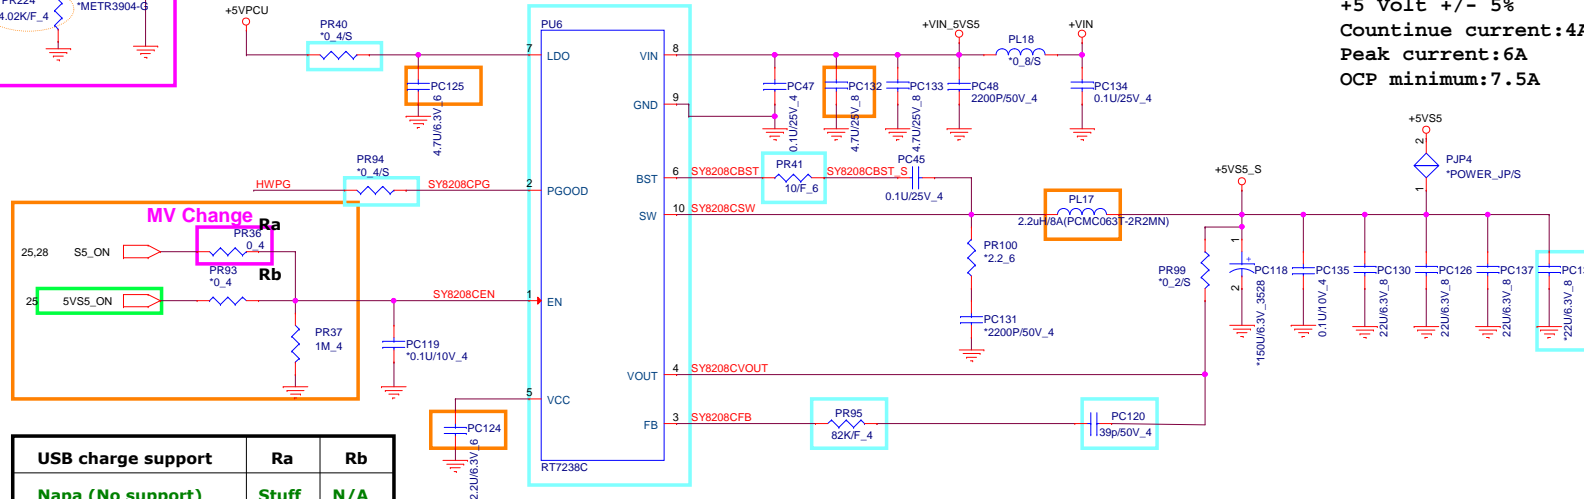 PR224
4.02K/F_4
*METR3904-G
+5VPCU
PR40
*0_4/S
PC125
4.7U/6.3V_6
PU6
7
LDO
VIN
8
GND
9
2
PGOOD
BST
6
SW
10
1
EN
VOUT
4
5
VCC
FB
3
RT7238C
HWPG
PR94
*0_4/S
SY8208CPG
MV Change
Ra
PR36
0_4
25,28
S5_ON
PR93
*0_4
Rb
25
5VS5_ON
SY8208CEN
PR37
1M_4
PC119
*0.1U/10V_4
PC124
2.2U/6.3V_6
+VIN_5VS5
PL18
*0_8/S
+VIN
PC47
0.1U/25V_4
PC132
4.7U/25V_8
PC133
4.7U/25V_8
PC48
2200P/50V_4
PC134
0.1U/25V_4
SY8208CBST
PR41
10/F_6
SY8208CBST_S
PC45
0.1U/25V_4
SY8208CSW
PL17
2.2uH/8A(PCMC063T-2R2MN)
PR100
*2.2_6
PC131
*2200P/50V_4
SY8208CVOUT
SY8208CFB
PR95
82K/F_4
PC120
39p/50V_4
+5 Volt +/- 5%
Countinue current:4A
Peak current:6A
OCP minimum:7.5A
+5VS5
2
PJP4
*POWER_JP/S
1
+5VS5_S
PR99
*0_2/S
1
+
2
PC118
*150U/6.3V_3528
PC135
0.1U/10V_4
PC130
22U/6.3V_8
PC126
22U/6.3V_8
PC137
22U/6.3V_8
*22U/6.3V_8
USB charge support Ra Rb
Napa (No support) Stuff N/A